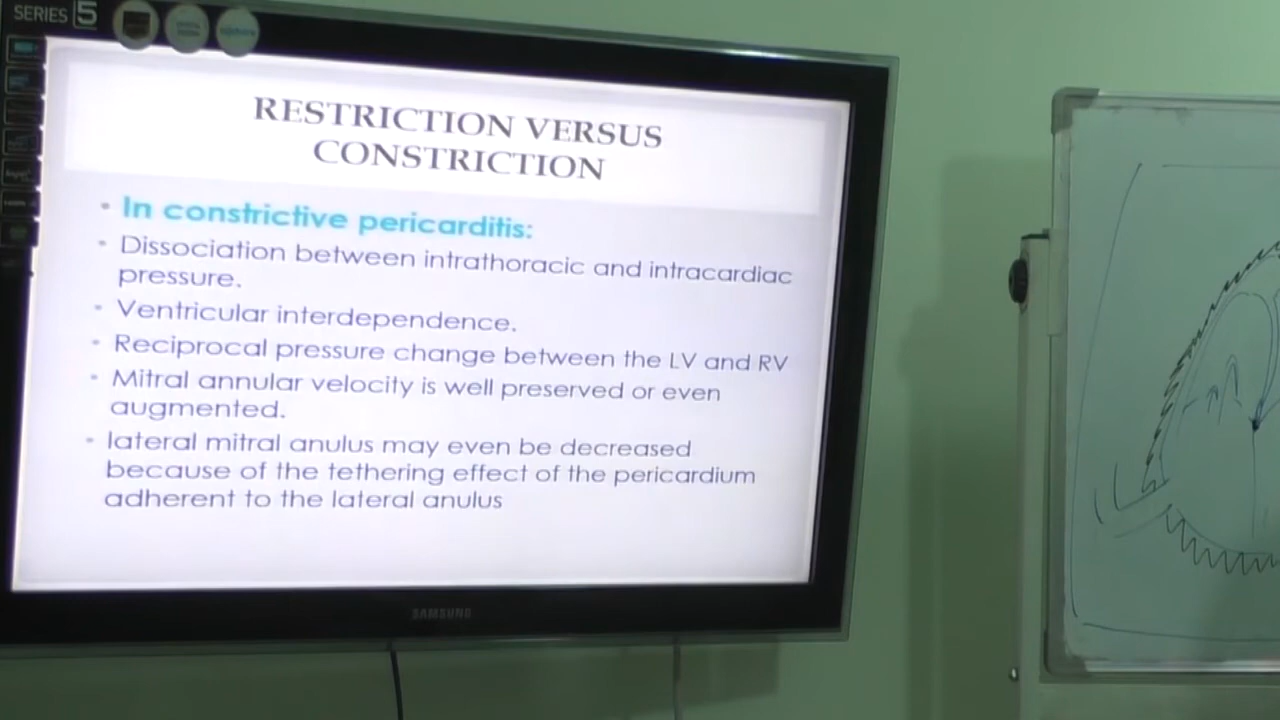 SERIES 5
RESTRICTION VERSUS
CONSTRICTION
• In constrictive pericarditis:
• Dissociation between intrathoracic and intracardiac
pressure.
• Ventricular interdependence.
• Reciprocal pressure change between the LV and RV
• Mitral annular velocity is well preserved or even
augmented.
• lateral mitral anulus may even be decreased
because of the tethering effect of the pericardium
adherent to the lateral anulus
SAMSUNG